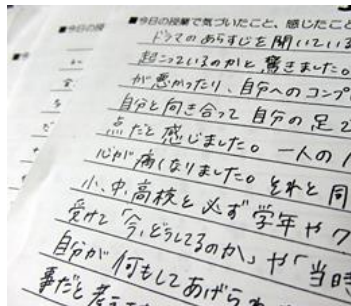 ■今日の授業で気づいたこと、感じたこと
ドラマのあらすじを聞いている
起こっているのかと驚きました。
が悪かったり、自分へのコンプ
自分と向き合って自分の足で
点だと感じました。一人の人
心が痛くなりました。それと同
小、中、高校と必ず学年や
受けて「今、どうしてるのか」や「当時
自分が何もしてあげられ
事だと考え
■今日の授